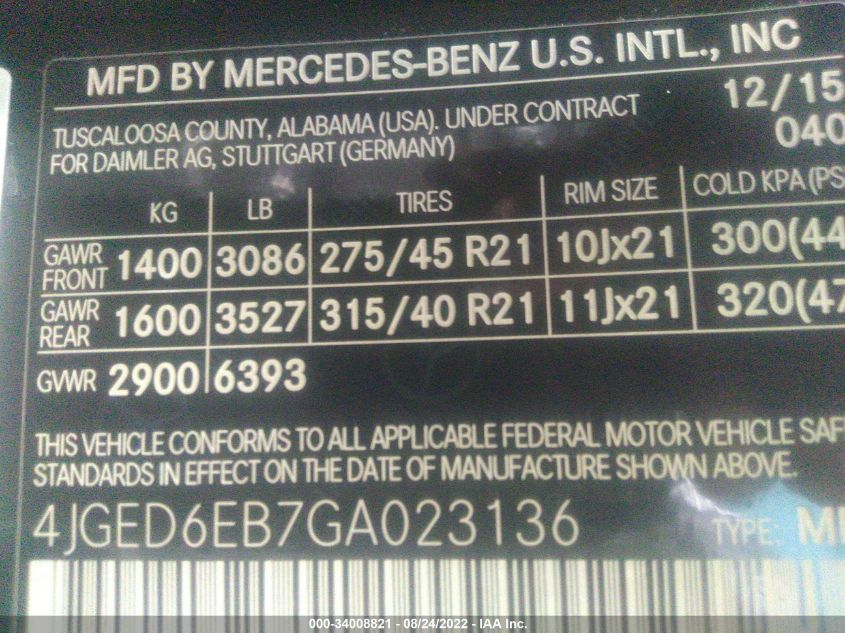 MFD BY MERCEDES-BENZ U.S. INTL., INC
TUSCALOOSA COUNTY, ALABAMA (USA). UNDER CONTRACT 12/15
FOR DAIMLER AG, STUTTGART (GERMANY) 040
KG LB TIRES RIM SIZE COLD KPA (PS
GAWR FRONT 1400 3086 275/45 R21 10Jx21 300(44
GAWR REAR 1600 3527 315/40 R21 11Jx21 320(47
GVWR 2900 6393
THIS VEHICLE CONFORMS TO ALL APPLICABLE FEDERAL MOTOR VEHICLE SAF
STANDARDS IN EFFECT ON THE DATE OF MANUFACTURE SHOWN ABOVE.
4JGED6EB7GA023136 TYPE:
000-34008821 - 08/24/2022 - IAA Inc.